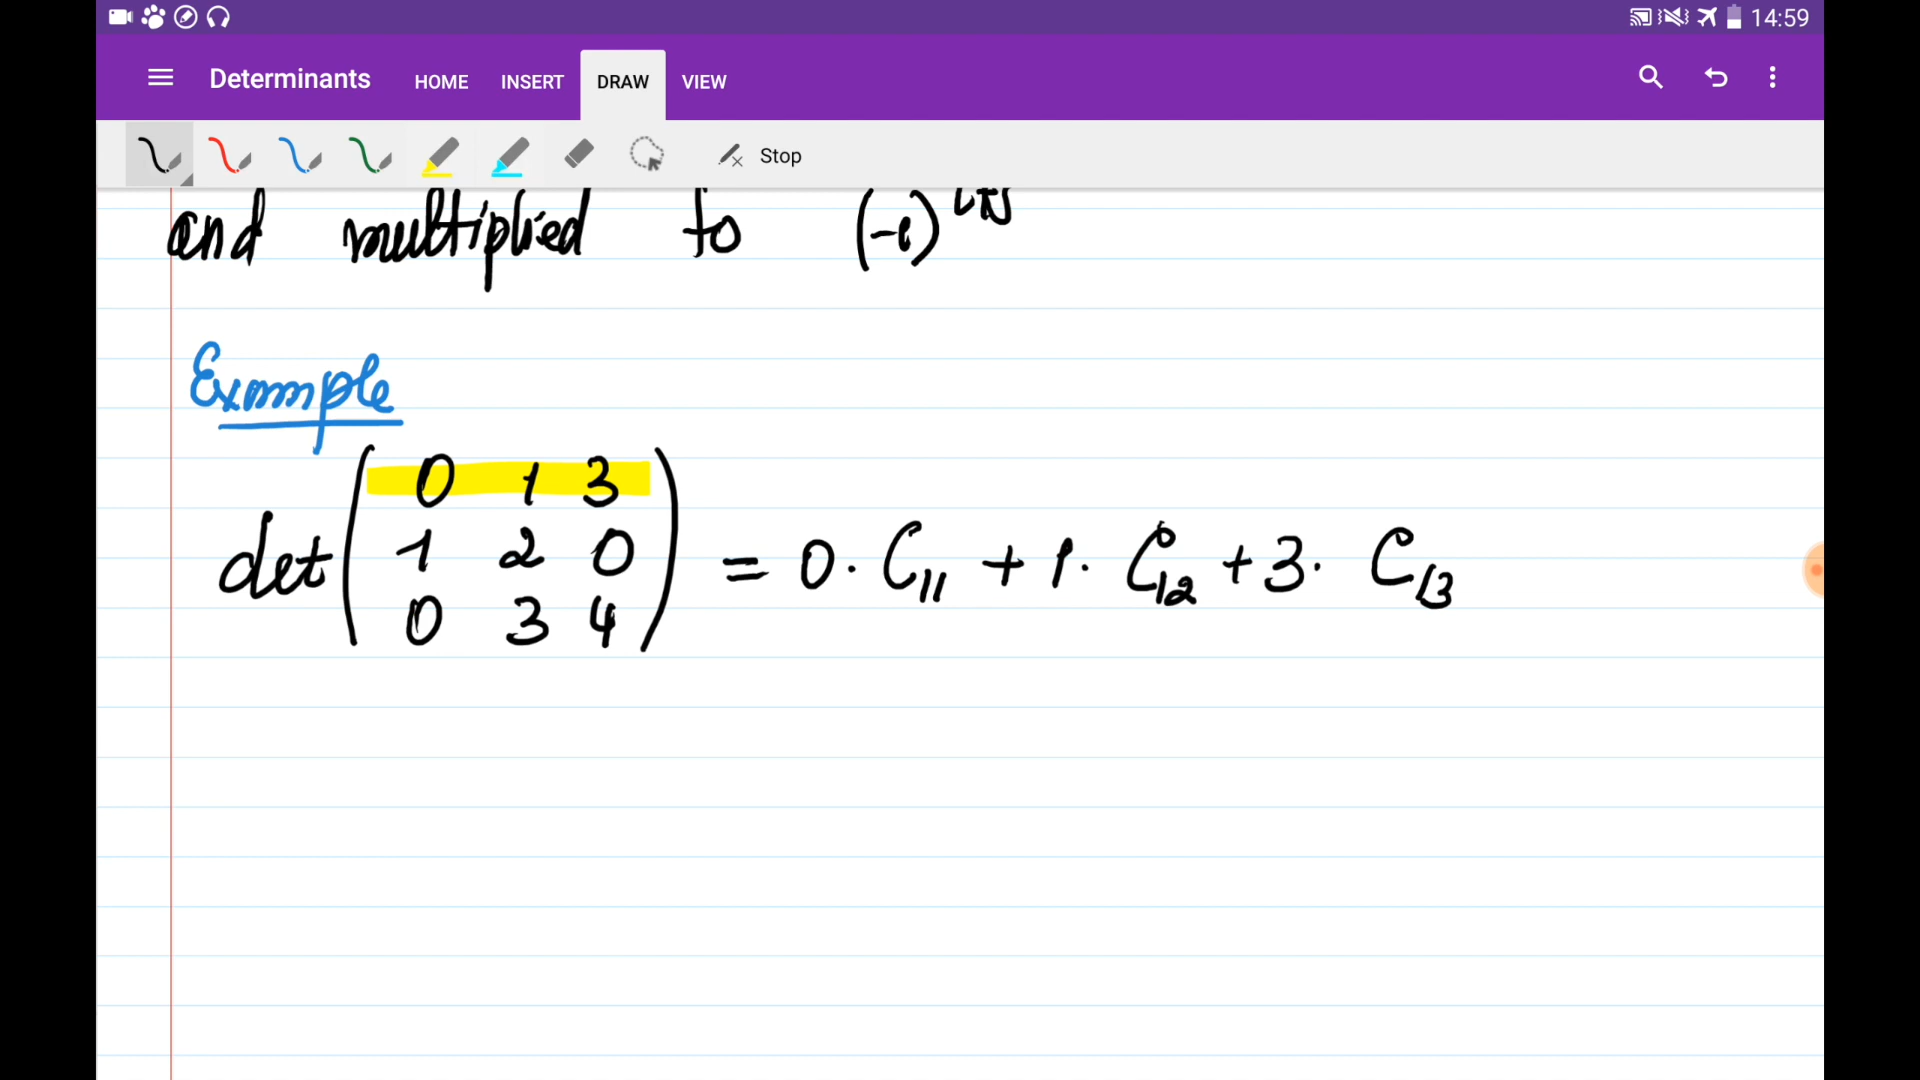 14:59
Determinants HOME INSERT DRAW VIEW
Stop
and multiplied to (-1)^{i+j}
Example
0 1 3
1 2 0
0 3 4
det = 0 · C₁₁ + 1 · C₁₂ + 3 · C₁₃